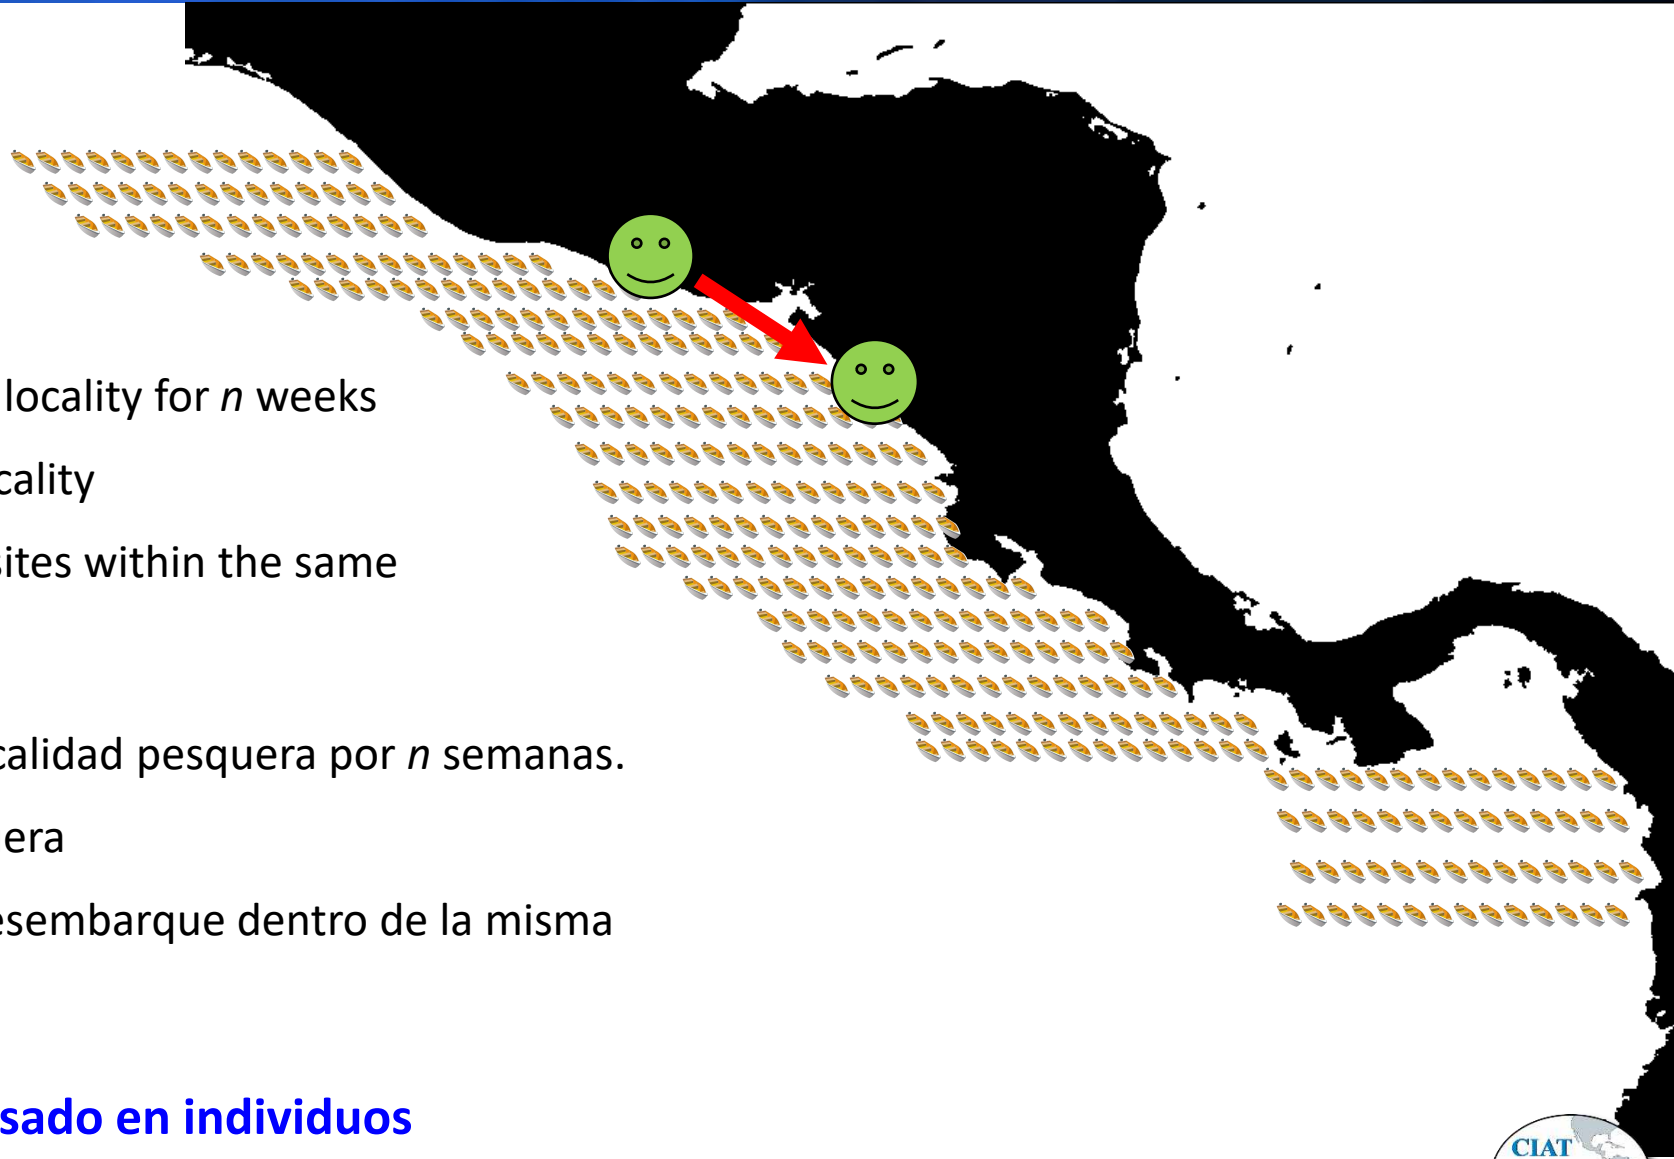 locality for n weeks
cality
sites within the same
calidad pesquera por n semanas.
era
esembarque dentro de la misma
sado en individuos
CIAT